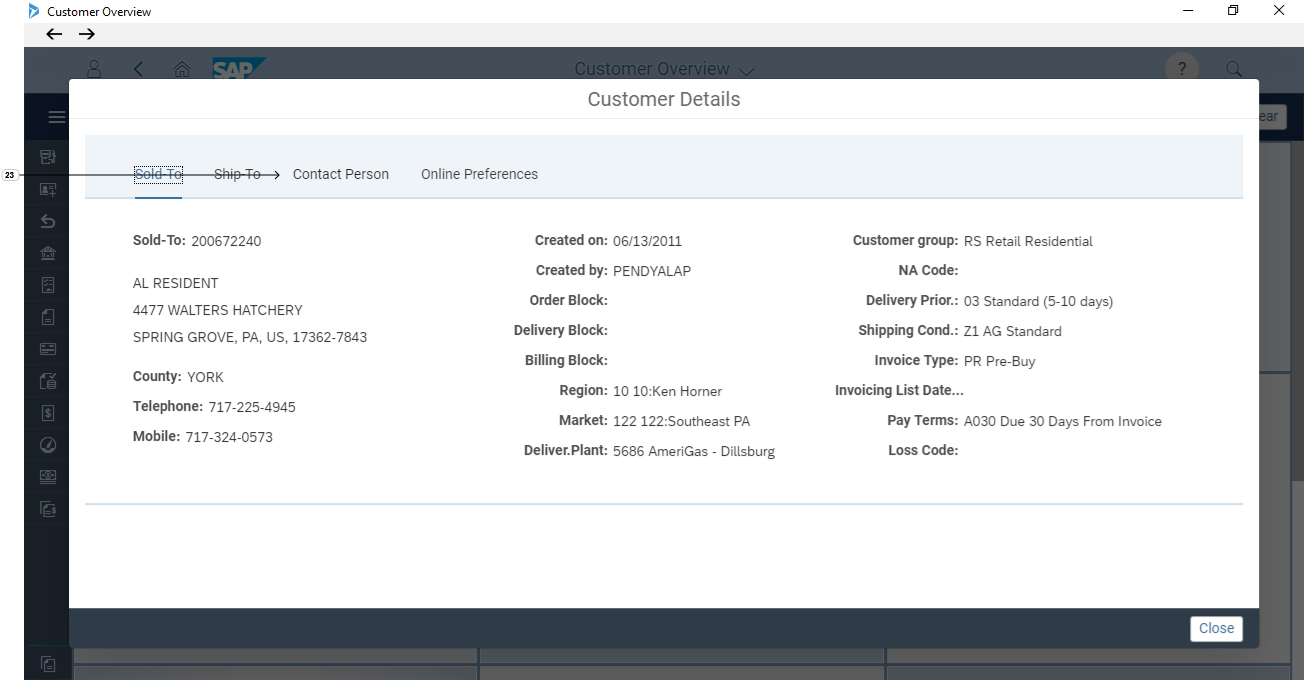 Customer Overview
SAP
Customer Overview
?
Customer Details
ear
23
Sold-To Ship-To Contact Person Online Preferences
Sold-To: 200672240
AL RESIDENT
4477 WALTERS HATCHERY
SPRING GROVE, PA, US, 17362-7843
County: YORK
Telephone: 717-225-4945
Mobile: 717-324-0573
Created on: 06/13/2011
Created by: PENDYALAP
Order Block:
Delivery Block:
Billing Block:
Region: 10 10:Ken Horner
Market: 122 122:Southeast PA
Deliver.Plant: 5686 AmeriGas - Dillsburg
Customer group: RS Retail Residential
NA Code:
Delivery Prior.: 03 Standard (5-10 days)
Shipping Cond.: Z1 AG Standard
Invoice Type: PR Pre-Buy
Invoicing List Date...
Pay Terms: A030 Due 30 Days From Invoice
Loss Code:
Close